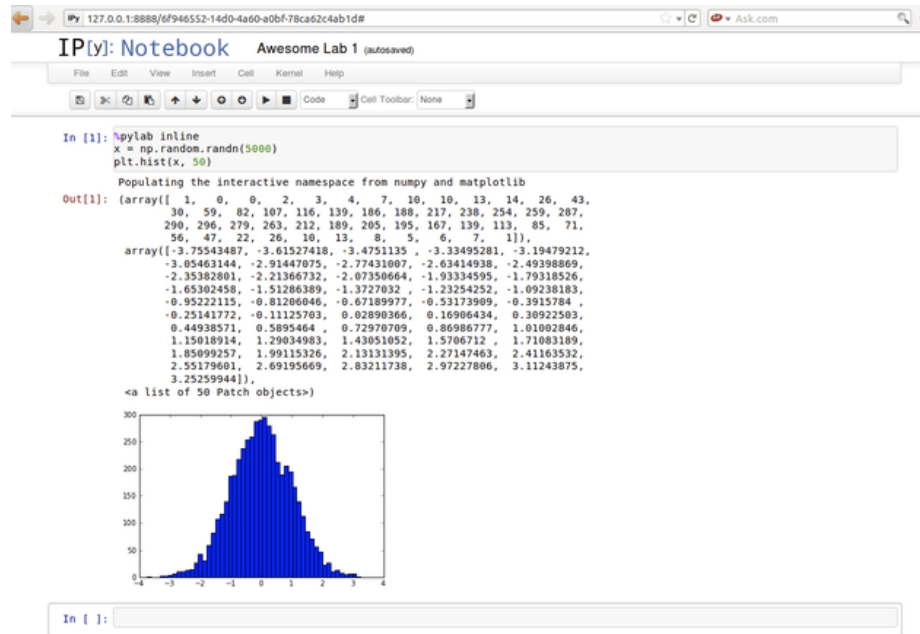 127.0.0.1:8888/6f946552-14d0-4a60-a0bf-78ca62c4ab1d#
Ask.com
IP[y]: Notebook Awesome Lab 1 (autosaved)
File Edit View Insert Cell Kernel Help
Code Cell Toolbar: None
In [1]: %pylab inline
x = np.random.randn(5000)
plt.hist(x, 50)
Populating the interactive namespace from numpy and matplotlib
Out[1]: (array([ 1, 0, 0, 2, 3, 4, 7, 10, 10, 13, 14, 26, 43,
30, 59, 82, 107, 116, 139, 186, 188, 217, 238, 254, 259, 287,
290, 296, 279, 263, 212, 189, 205, 195, 167, 139, 113, 85, 71,
56, 47, 22, 26, 10, 13, 8, 5, 6, 7, 1]),
array([-3.75543487, -3.61527418, -3.4751135 , -3.33495281, -3.19479212,
-3.05463144, -2.91447075, -2.77431007, -2.63414938, -2.49398869,
-2.35382801, -2.21366732, -2.07350664, -1.93334595, -1.79318526,
-1.65302458, -1.51286389, -1.3727032 , -1.23254252, -1.09238183,
-0.95222115, -0.81206046, -0.67189977, -0.53173909, -0.3915784 ,
-0.25141772, -0.11125703, 0.02890366, 0.16906434, 0.30922503,
0.44938571, 0.5895464 , 0.72970709, 0.86986777, 1.01002846,
1.15018914, 1.29034983, 1.43051052, 1.5706712 , 1.71083189,
1.85099257, 1.99115326, 2.13131395, 2.27147463, 2.41163532,
2.55179601, 2.69195669, 2.83211738, 2.97227806, 3.11243875,
3.25259944]),
<a list of 50 Patch objects>)
300
250
200
150
100
50
0
-4 -3 -2 -1 0 1 2 3 4
In [ ]: